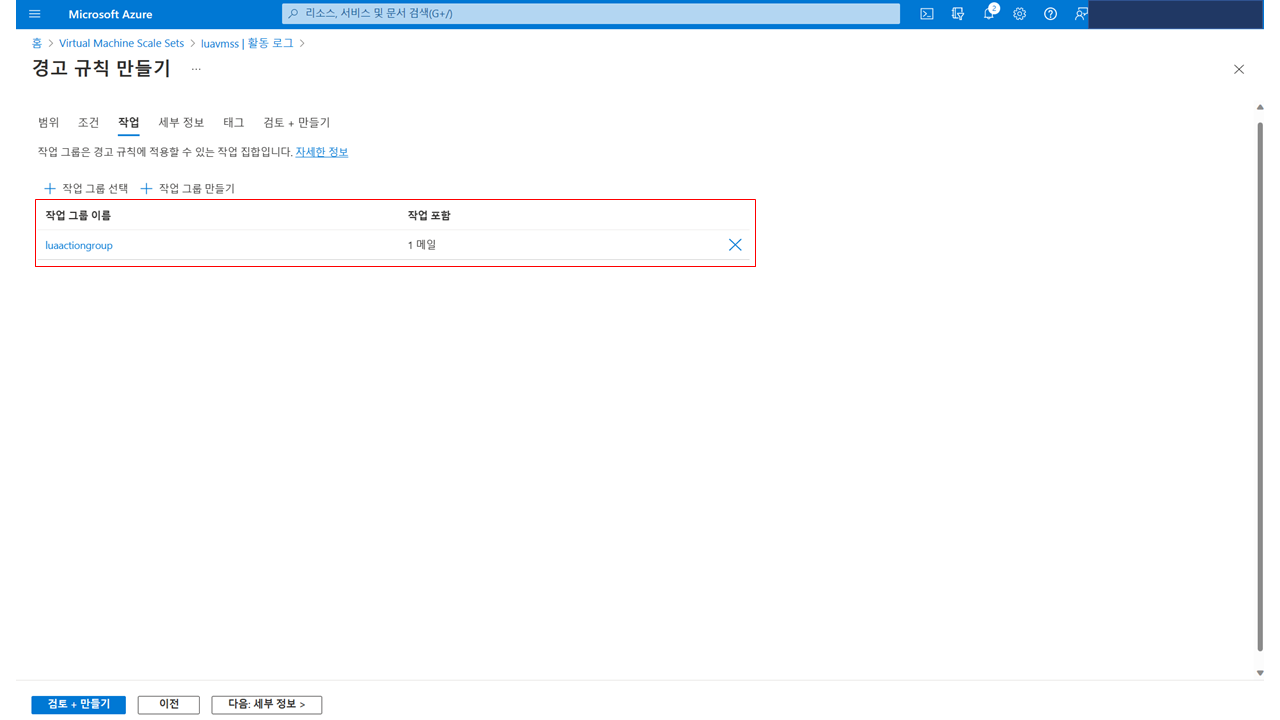 Microsoft Azure
리소스, 서비스 및 문서 검색(G+/)
2
홈 > Virtual Machine Scale Sets > luavmss | 활동 로그 >
경고 규칙 만들기 ...
범위 조건 작업 세부 정보 태그 검토 + 만들기
작업 그룹은 경고 규칙에 적용할 수 있는 작업 집합입니다. 자세한 정보
+ 작업 그룹 선택 + 작업 그룹 만들기
작업 그룹 이름 작업 포함
luaactiongroup 1 메일
검토 + 만들기 이전 다음: 세부 정보 >